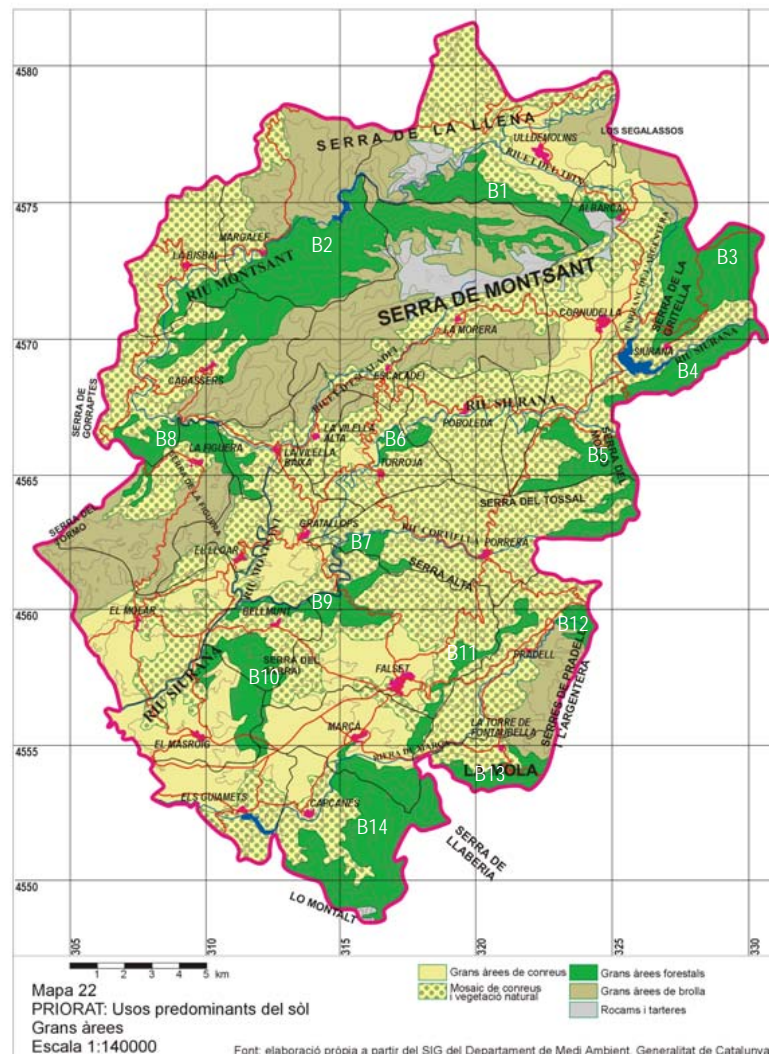 4580
SERRA DE LA LLENA
ULLDEMOLINS
LOS SEGALASSOS
RIUET DEL TEIX
B1
4575
ALBARCA
MARGALEF
B2
LA BISBAL
RIU MONTSANT
B3
SERRA DE MONTSANT
SERRA DE LA
GRITELLA
CORNUDELLA
LA MORERA
4570
SIURANA
RIU SIURANA
B4
CABASSERS
ESCALADEI
RIU SIURANA
SERRA DE
GORRAPTES
POBOLEDA
B8
LA FIGUERA
LA VILELLA
ALTA
LA VILELLA
BAIXA
B6
TORROJA
B5
4565
SERRA DEL TOSSAL
GRATALLOPS
RIU CORTIELLA
B7
PORRERA
EL LLOAR
RIU MONTSANT
SERRA ALTA
4560
EL MOLAR
BELLMUNT
B9
B12
B11
PRADELL
B10
FALSET
RIU SIURANA
SERRES DE PRADELL
I L'ARGENTERA
LA TORRE DE
FONTAUBELLA
4555
EL MASROIG
MARÇÀ
B13
ELS GUIAMETS
CAPÇANES
B14
SERRA DE
LLABERIA
4550
LO MONTALT
305
310
315
320
325
330
1 2 3 4 5 km
Mapa 22
PRIORAT: Usos predominants del sòl
Grans àrees
Escala 1:140000
Grans àrees de conreus
Mosaic de conreus
i vegetació natural
Grans àrees forestals
Grans àrees de brolla
Rocams i tarteres
Font: elaboració pròpia a partir del SIG del Departament de Medi Ambient. Generalitat de Catalunya